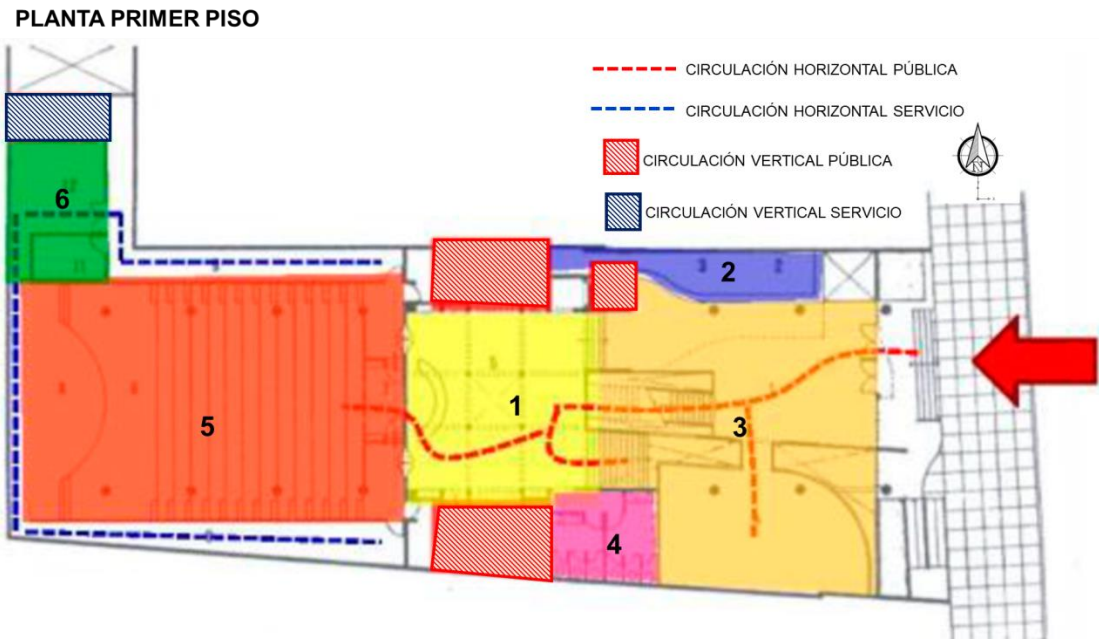 PLANTA PRIMER PISO
CIRCULACIÓN HORIZONTAL PÚBLICA
CIRCULACIÓN HORIZONTAL SERVICIO
CIRCULACIÓN VERTICAL PÚBLICA
CIRCULACIÓN VERTICAL SERVICIO
N
6
2
1
3
5
4